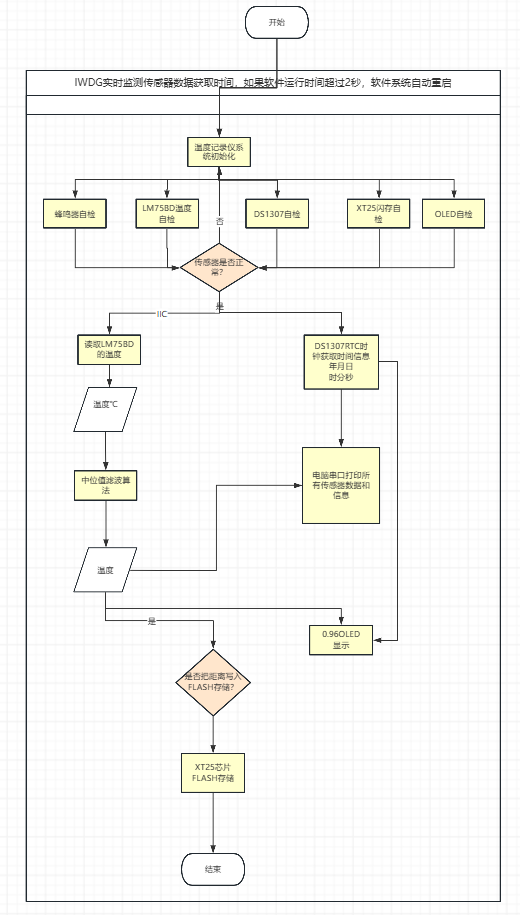 开始
IWDG实时监测传感器数据获取时间，如果软件运行时间超过2秒，软件系统自动重启
温度记录仪系
统初始化
蜂鸣器自检
LM75BD温度
自检
DS1307自检
XT25闪存自
检
OLED自检
否
传感器是否正
常?
是
IIC
读取LM75BD
的温度
DS1307RTC时
钟获取时间信息
年月日
时分秒
温度℃
中位值滤波算
法
电脑串口打印所
有传感器数据和
信息
温度
是
0.96OLED
显示
是否把距离写入
FLASH存储?
XT25芯片
FLASH存储
结束